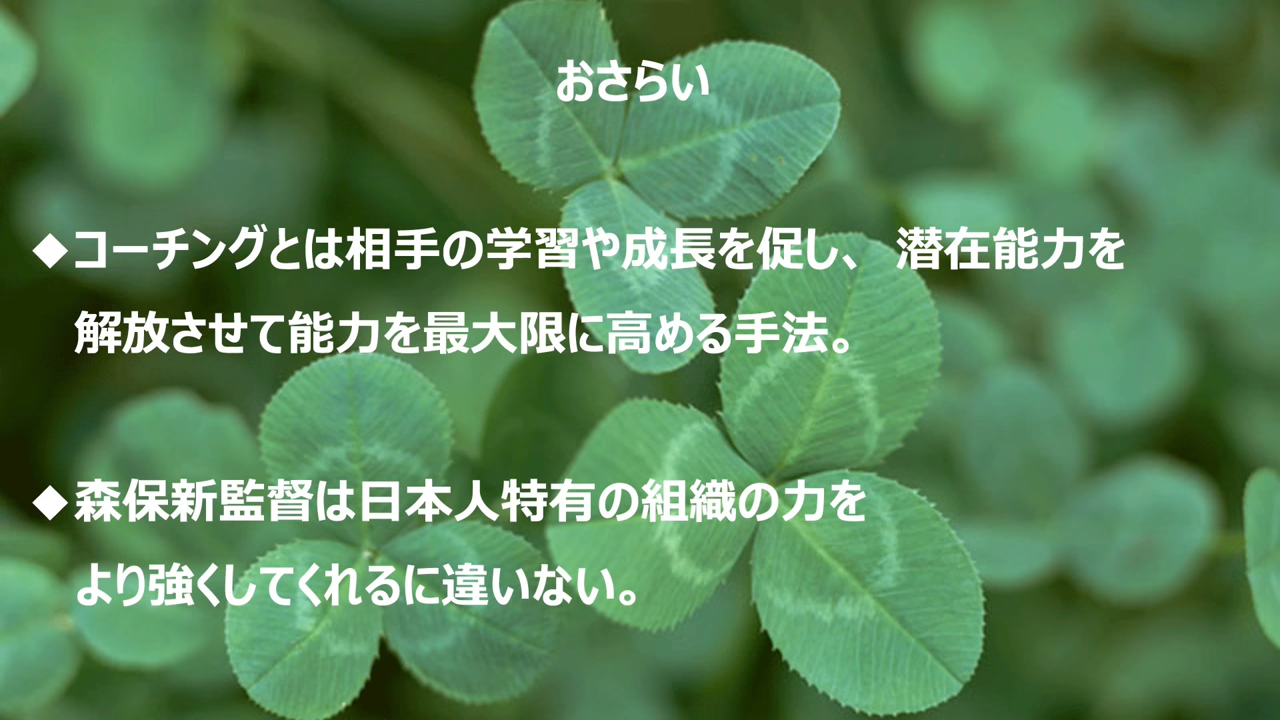 おさらい
◆コーチングとは相手の学習や成長を促し、 潜在能力を
解放させて能力を最大限に高める手法。
◆森保新監督は日本人特有の組織の力を
より強くしてくれるに違いない。